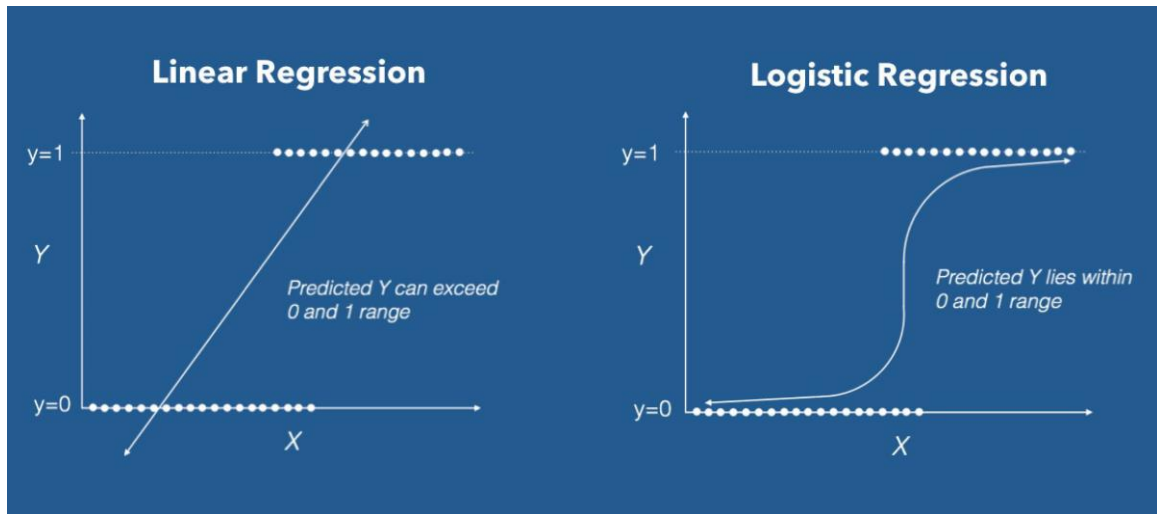 Linear Regression
y=1
Y
Predicted Y can exceed
0 and 1 range
y=0
X
Logistic Regression
y=1
Y
Predicted Y lies within
0 and 1 range
y=0
X